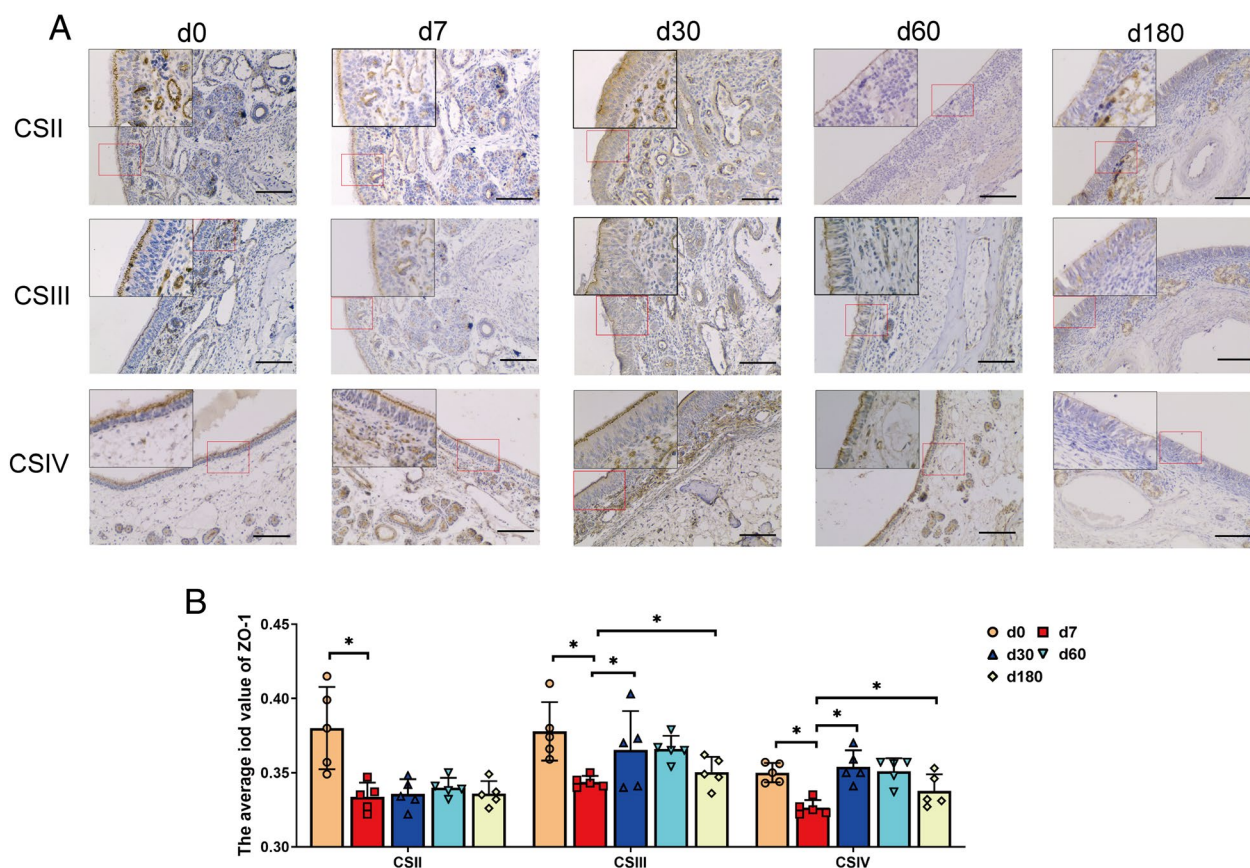 A
d0 d7 d30 d60 d180
CSII
CSIII
CSIV
B
The average iod value of ZO-1
0.45
0.40
0.35
0.30
* * * * * * *
CSII CSIII CSIV
d0 d7
d30 d60
d180